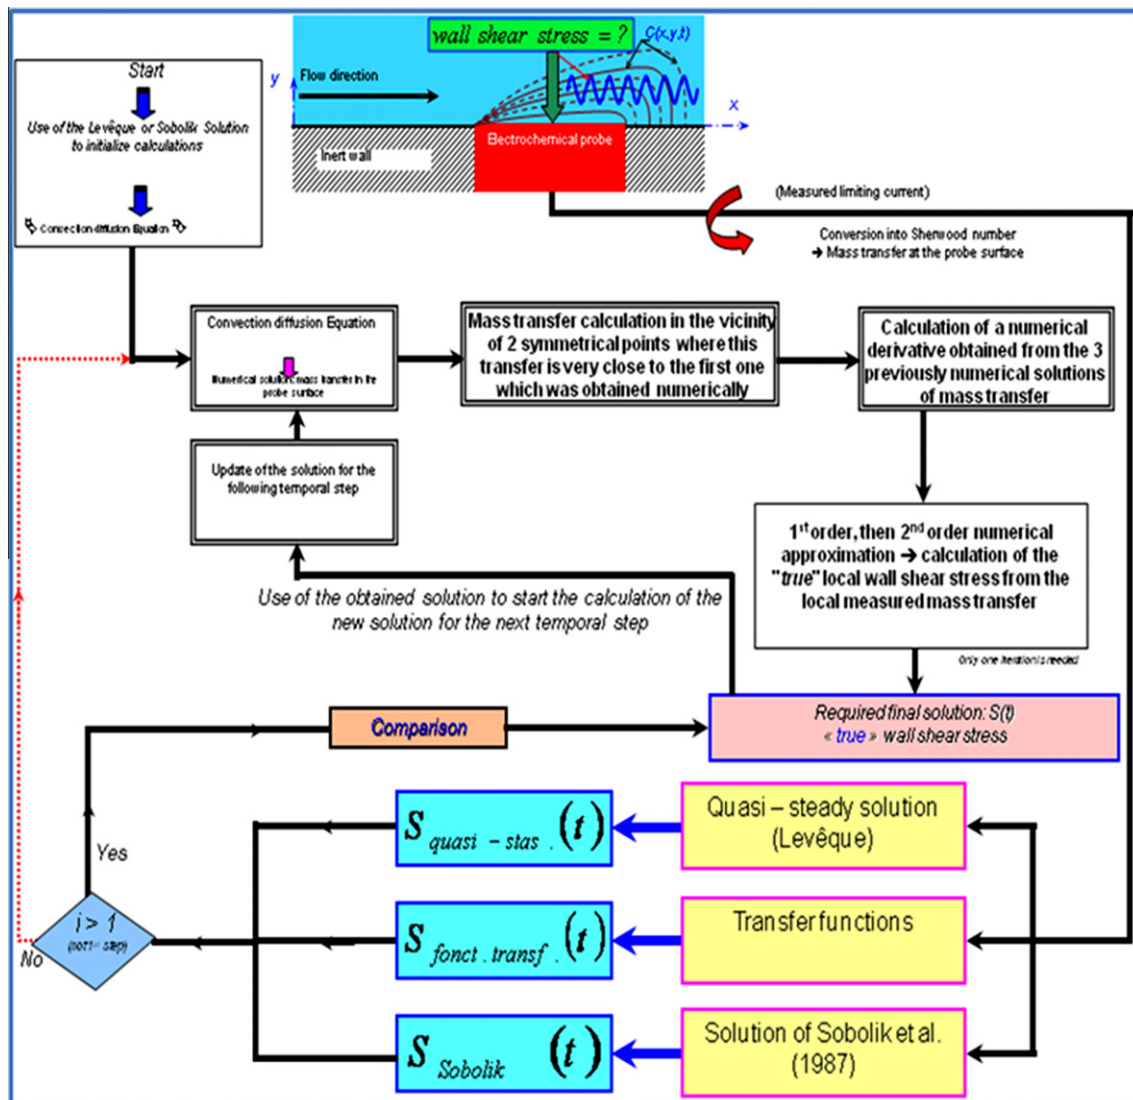 wall shear stress = ?
C(x,y,t)
y
Flow direction
x
Electrochemical probe
Inert wall
Start
Use of the Levêque or Sobolik Solution
to initialize calculations
Convection-diffusion Equation
(Measured limiting current)
Conversion into Sherwood number
➔ Mass transfer at the probe surface
Convection diffusion Equation
Numerical solution: mass transfer in the
probe surface
Mass transfer calculation in the vicinity
of 2 symmetrical points where this
transfer is very close to the first one
which was obtained numerically
Calculation of a numerical
derivative obtained from the 3
previously numerical solutions
of mass transfer
Update of the solution for the
following temporal step
1st order, then 2nd order numerical
approximation ➔ calculation of the
"true" local wall shear stress from the
local measured mass transfer
Only one iteration is needed
Use of the obtained solution to start the calculation of the
new solution for the next temporal step
Required final solution: S(t)
« true » wall shear stress
Comparison
S quasi – stas . (t)
Quasi – steady solution
(Levêque)
Yes
i > 1
No
S fonct . transf . (t)
Transfer functions
S Sobolik (t)
Solution of Sobolik et al.
(1987)